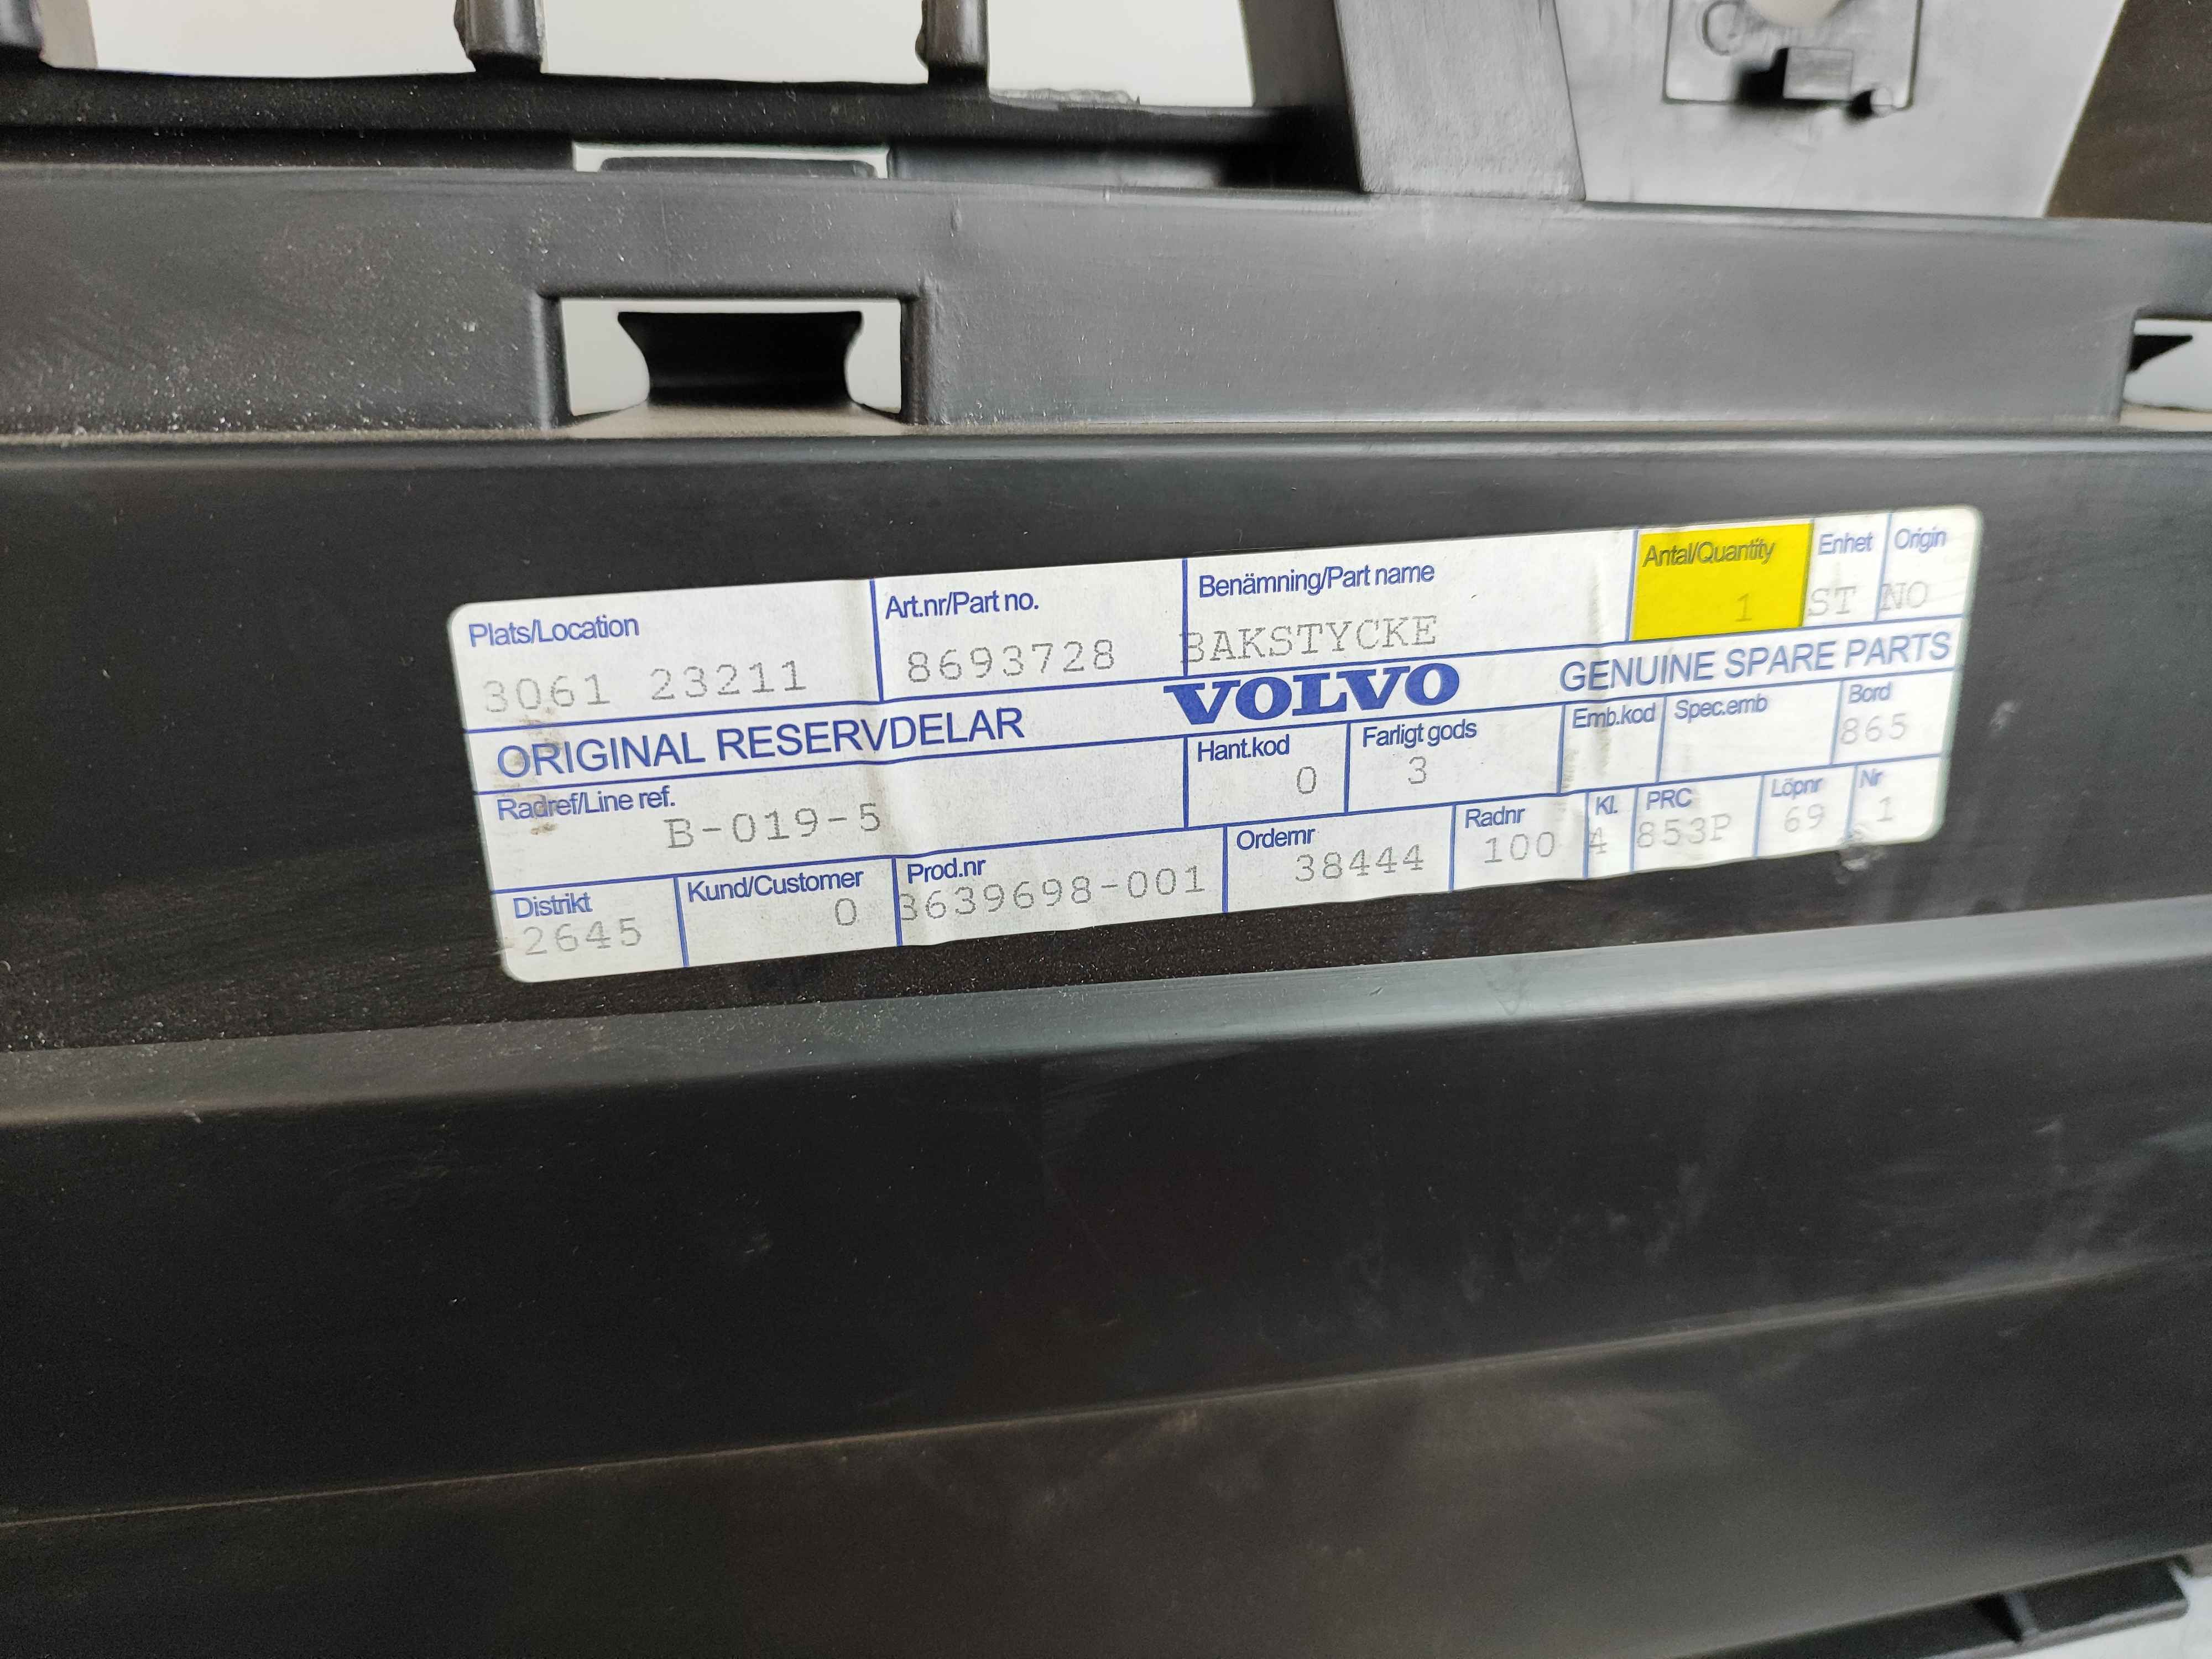 Plats/Location Art.nr/Part no. Benämning/Part name Antal/Quantity Enhet Origin
3061 23211 8693728 BAKSTYCKE 1 ST NO
ORIGINAL RESERVDELAR VOLVO GENUINE SPARE PARTS
Radref/Line ref. Hant.kod Farligt gods Emb.kod Spec.emb Bord
B-019-5 0 3 865
Distrikt Kund/Customer Prod.nr Ordernr Radnr Kl. PRC Löpnr Nr
2645 0 3639698-001 38444 100 4 853P 69 1